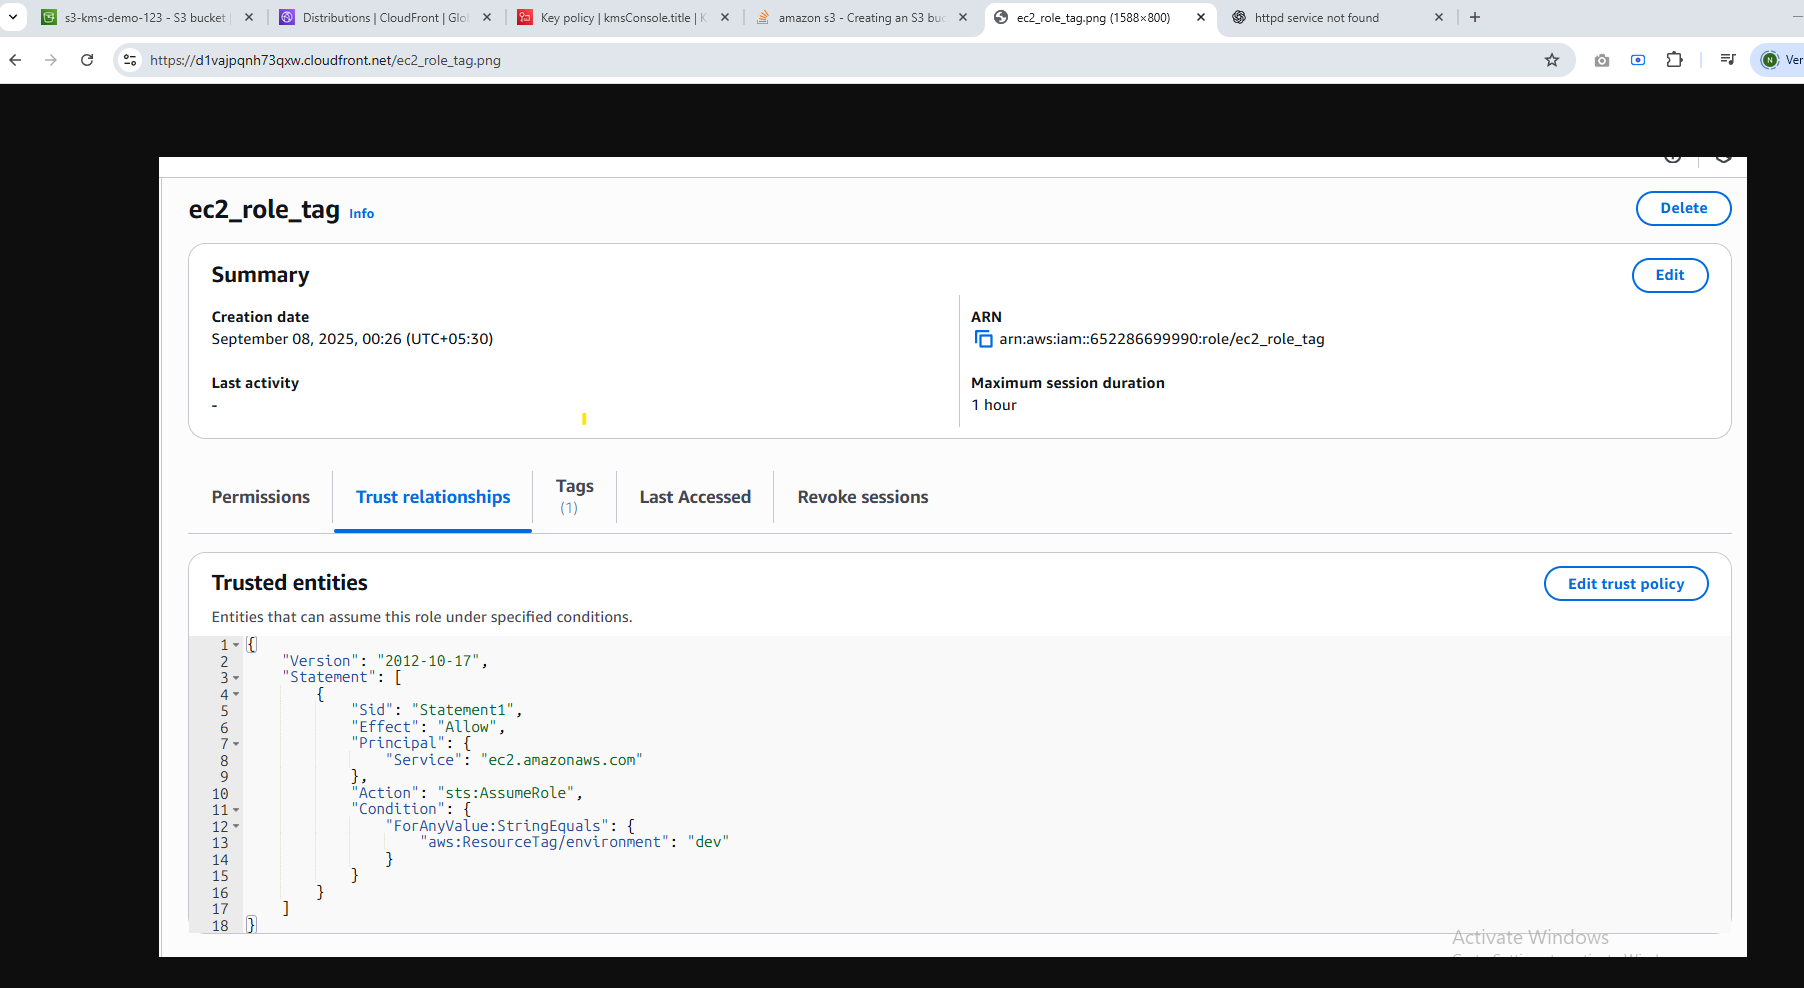 s3-kms-demo-123 - S3 bucket
Distributions | CloudFront | Glo
Key policy | kmsConsole.title | K
amazon s3 - Creating an S3 buc
ec2_role_tag.png (1588×800)
httpd service not found
https://d1vajpqnh73qxw.cloudfront.net/ec2_role_tag.png
N
Ver
ec2_role_tag Info
Delete
Summary
Edit
Creation date
ARN
September 08, 2025, 00:26 (UTC+05:30)
arn:aws:iam::652286699990:role/ec2_role_tag
Last activity
Maximum session duration
-
1 hour
Permissions
Trust relationships
Tags
(1)
Last Accessed
Revoke sessions
Trusted entities
Edit trust policy
Entities that can assume this role under specified conditions.
1 {
2 "Version": "2012-10-17",
3 "Statement": [
4 {
5 "Sid": "Statement1",
6 "Effect": "Allow",
7 "Principal": {
8 "Service": "ec2.amazonaws.com"
9 },
10 "Action": "sts:AssumeRole",
11 "Condition": {
12 "ForAnyValue:StringEquals": {
13 "aws:ResourceTag/environment": "dev"
14 }
15 }
16 }
17 ]
18 }
Activate Windows